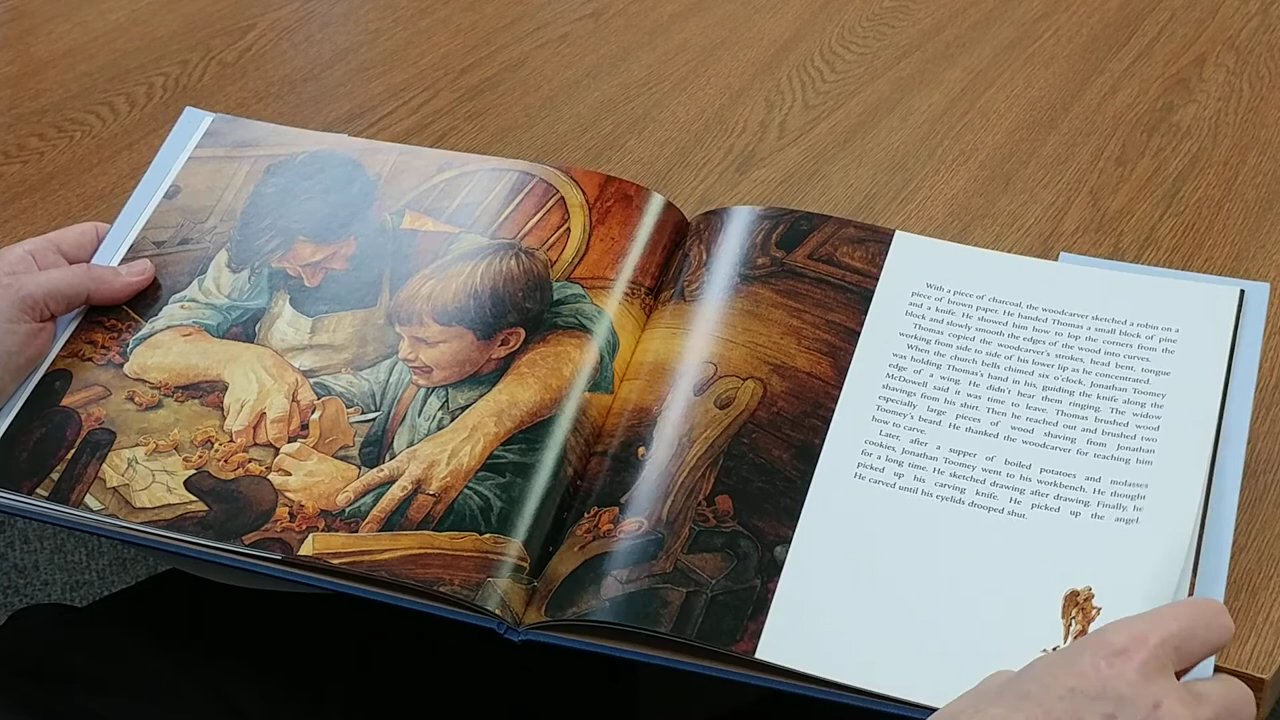 With a piece of charcoal, the woodcarver sketched a robin on a
piece of brown paper. He handed Thomas a small block of pine
and a knife. He showed him how to lop the corners from the
block and slowly smooth the edges of the wood into curves.
Thomas copied the woodcarver's strokes, head bent, tongue
working from side to side of his lower lip as he concentrated.
When the church bells chimed six o'clock, Jonathan Toomey
was holding Thomas's hand in his, guiding the knife along the
edge of a wing. He didn't hear them ringing. The widow
McDowell said it was time to leave. Thomas brushed wood
shavings from his shirt. Then he reached out and brushed two
especially large pieces of wood shaving from Jonathan
Toomey's beard. He thanked the woodcarver for teaching him
how to carve.
Later, after a supper of boiled potatoes and molasses
cookies, Jonathan Toomey went to his workbench. He thought
for a long time. He sketched drawing after drawing. Finally, he
picked up his carving knife. He picked up the angel.
He carved until his eyelids drooped shut.